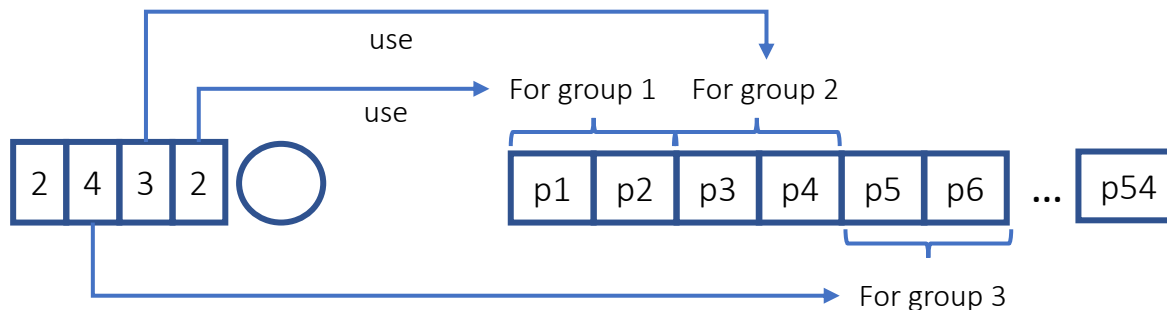 use
For group 1 For group 2
use
2 4 3 2
p1 p2 p3 p4 p5 p6 ... p54
For group 3